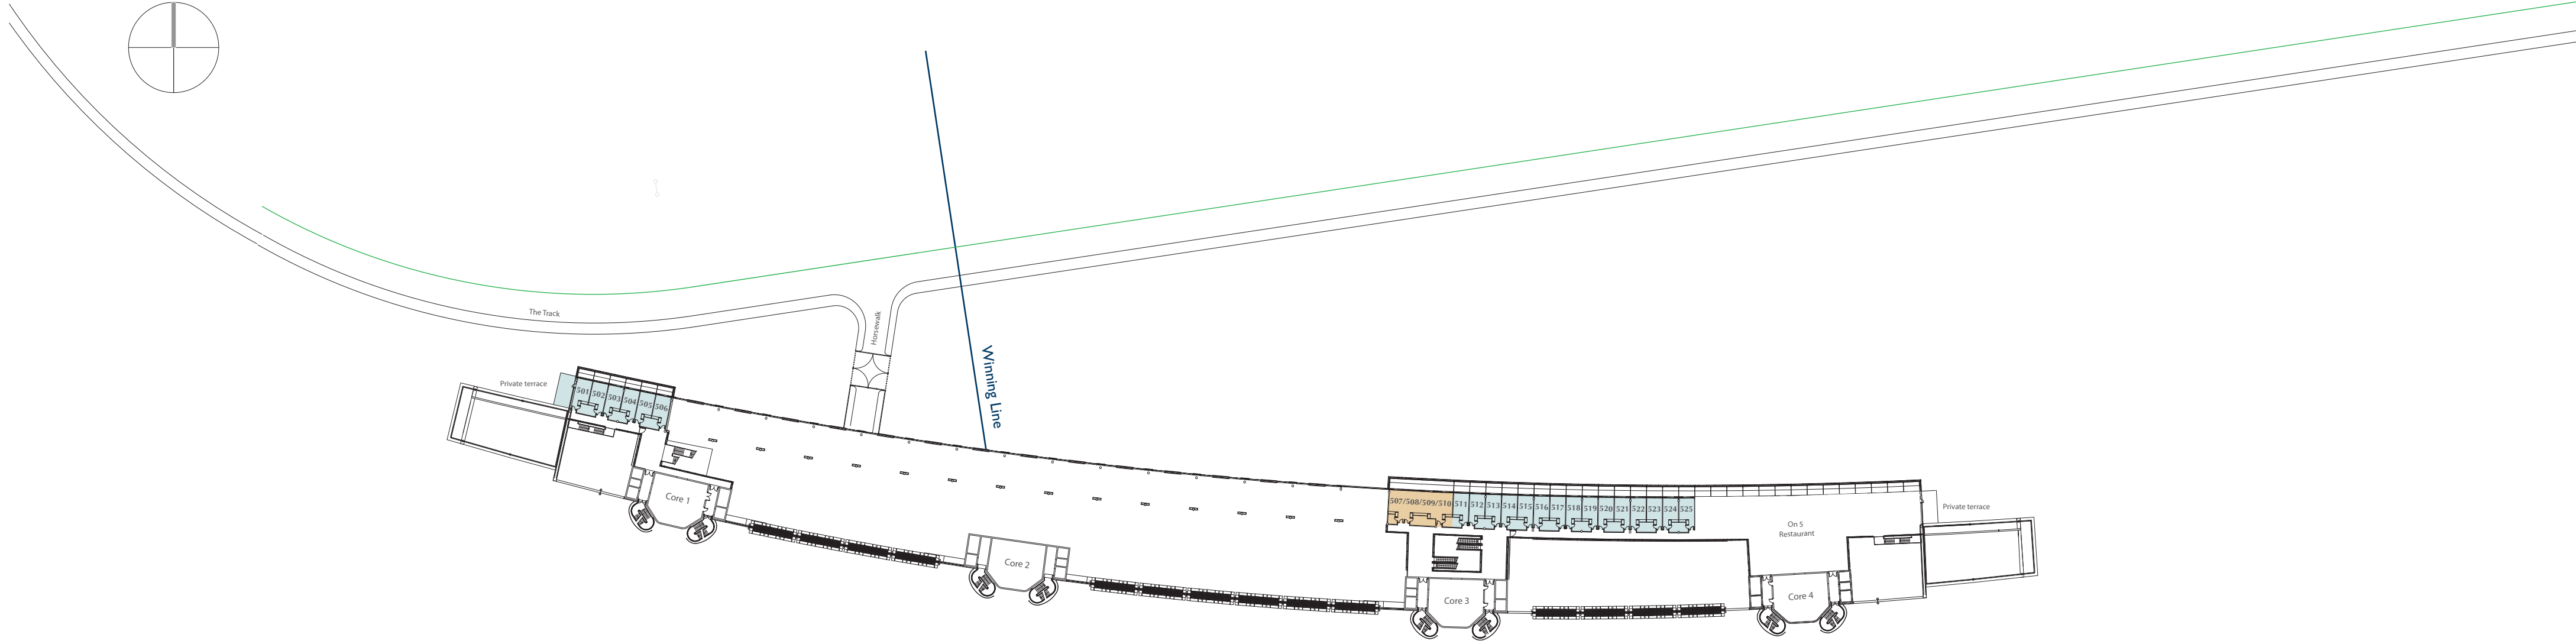 The Track
Horsewalk
Winning Line
Private terrace
501
502
503
504
505
506
Core 1
Core 2
507/508/509/510
511
512
513
514
515
516
517
518
519
520
521
522
523
524
525
On 5
Restaurant
Private terrace
Core 3
Core 4